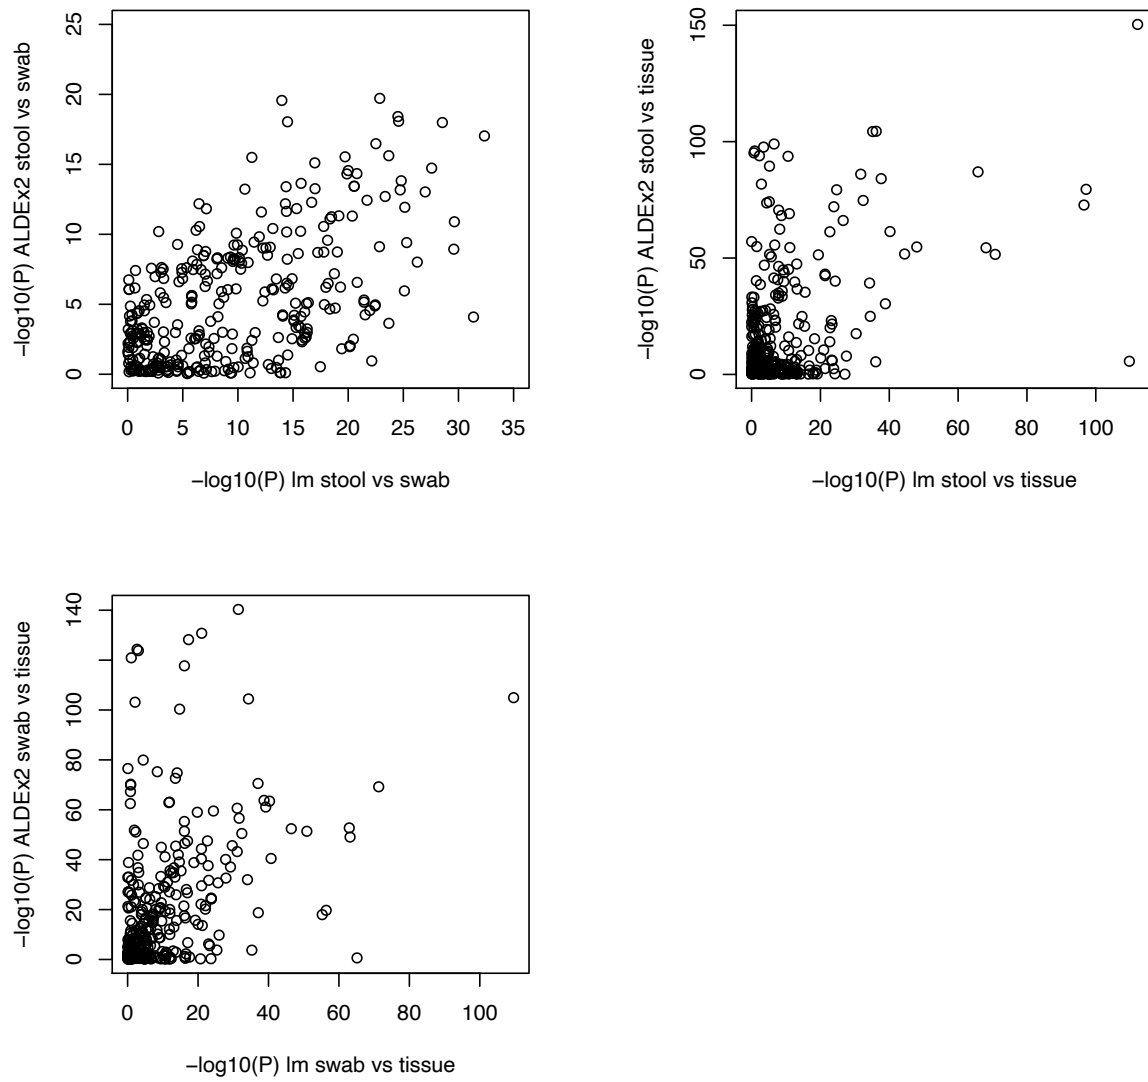 25
20
15
10
5
0
−log10(P) ALDEx2 stool vs swab
0 5 10 15 20 25 30 35
−log10(P) lm stool vs swab
150
100
50
0
−log10(P) ALDEx2 stool vs tissue
0 20 40 60 80 100
−log10(P) lm stool vs tissue
140
100
80
60
40
20
0
−log10(P) ALDEx2 swab vs tissue
0 20 40 60 80 100
−log10(P) lm swab vs tissue